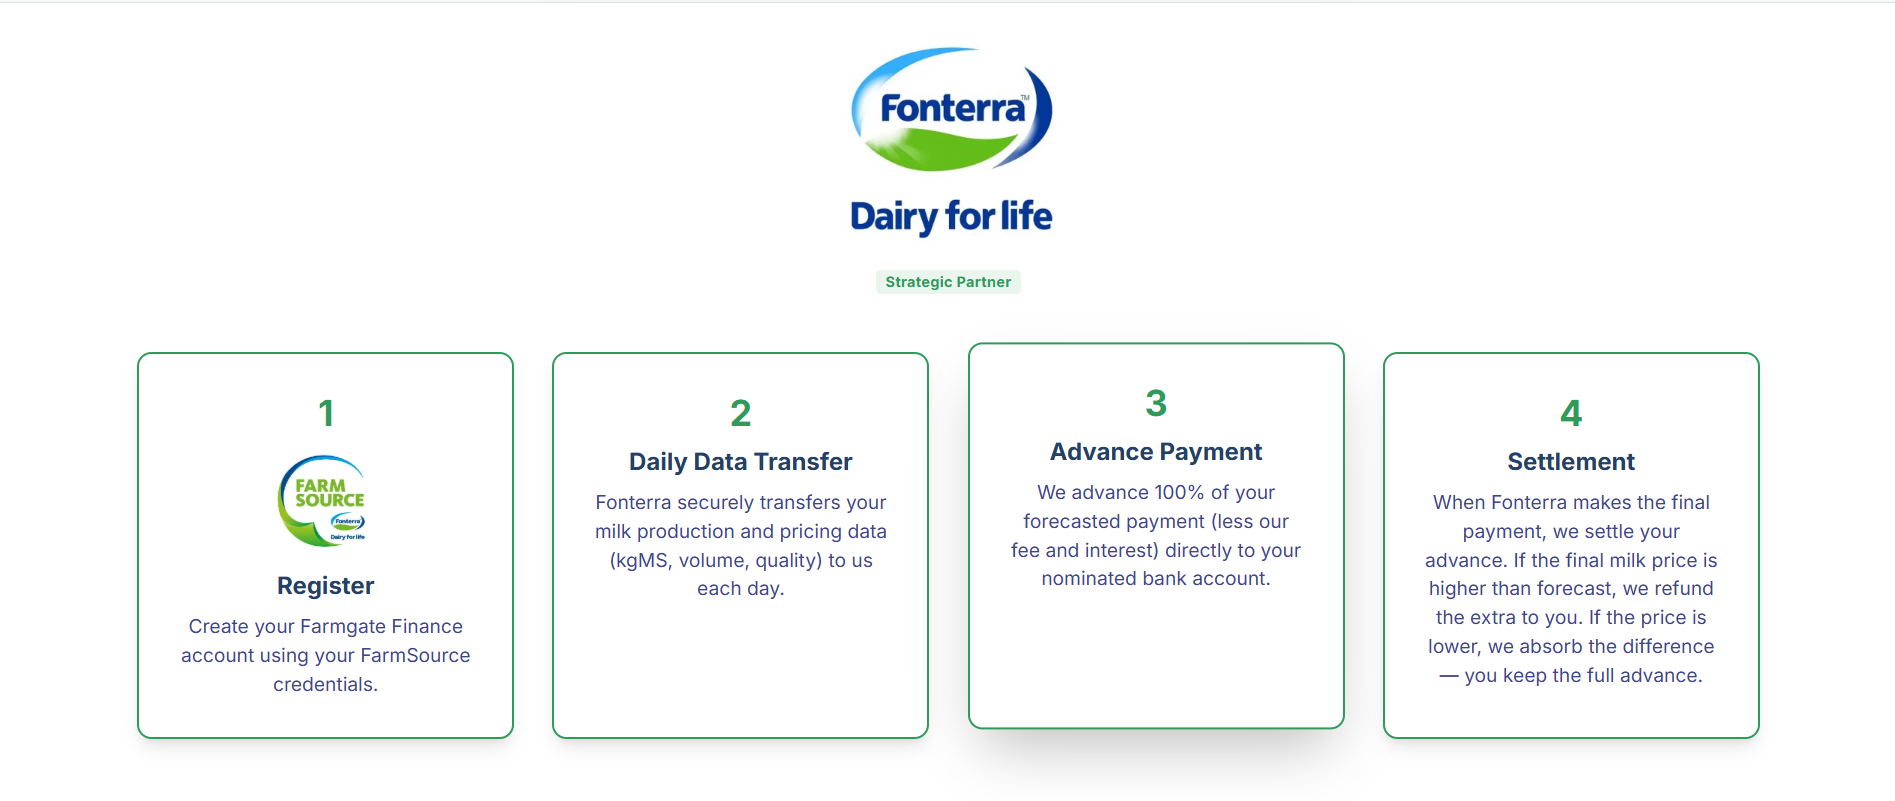 Fonterra™
Dairy for life
Strategic Partner
1
FARM
SOURCE
Fonterra
Dairy for life
Register
Create your Farmgate Finance
account using your FarmSource
credentials.
2
Daily Data Transfer
Fonterra securely transfers your
milk production and pricing data
(kgMS, volume, quality) to us
each day.
3
Advance Payment
We advance 100% of your
forecasted payment (less our
fee and interest) directly to your
nominated bank account.
4
Settlement
When Fonterra makes the final
payment, we settle your
advance. If the final milk price is
higher than forecast, we refund
the extra to you. If the price is
lower, we absorb the difference
— you keep the full advance.